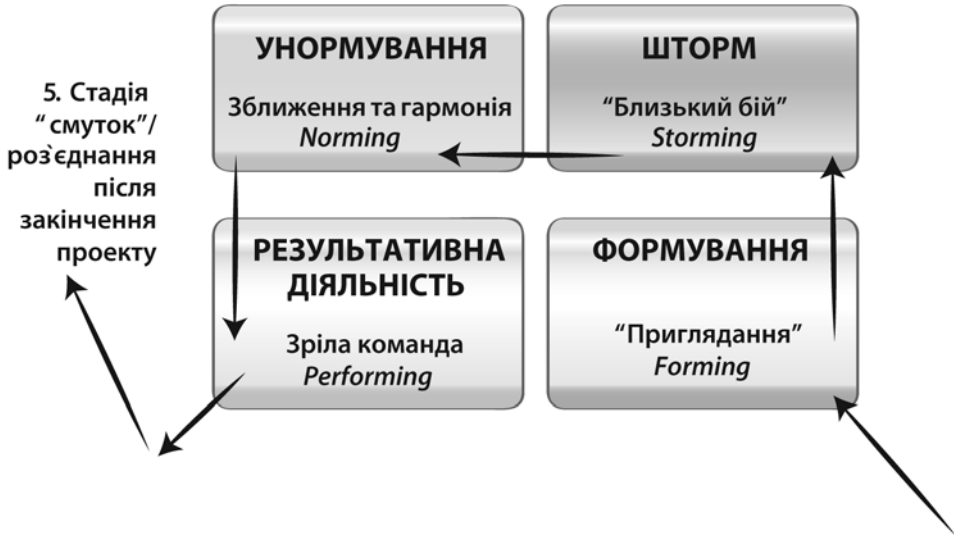 УНОРМУВАННЯ
Зближення та гармонія
Norming
ШТОРМ
“Близький бій”
Storming
5. Стадія
“ смуток”/
роз`єднання
після
закінчення
проекту
РЕЗУЛЬТАТИВНА
ДІЯЛЬНІСТЬ
Зріла команда
Performing
ФОРМУВАННЯ
“Приглядання”
Forming